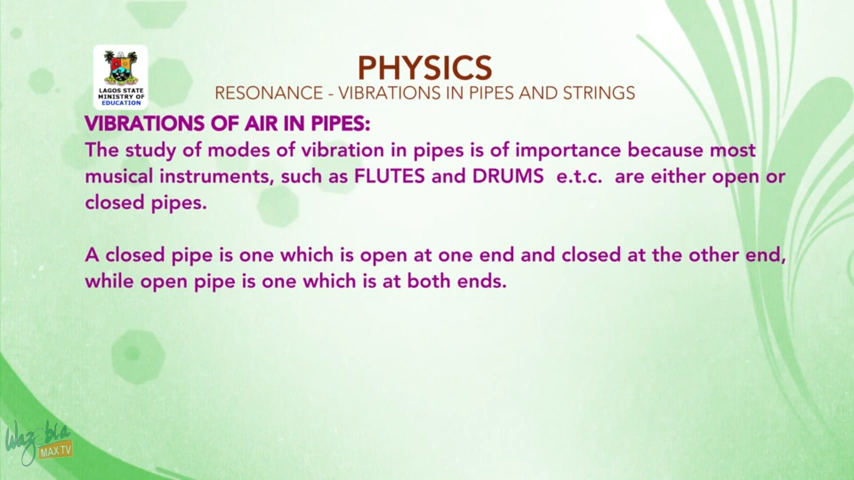 PHYSICS
RESONANCE - VIBRATIONS IN PIPES AND STRINGS
LAGOS STATE
MINISTRY OF
EDUCATION
VIBRATIONS OF AIR IN PIPES:
The study of modes of vibration in pipes is of importance because most
musical instruments, such as FLUTES and DRUMS e.t.c. are either open or
closed pipes.
A closed pipe is one which is open at one end and closed at the other end,
while open pipe is one which is at both ends.
Wazobia
MAX TV